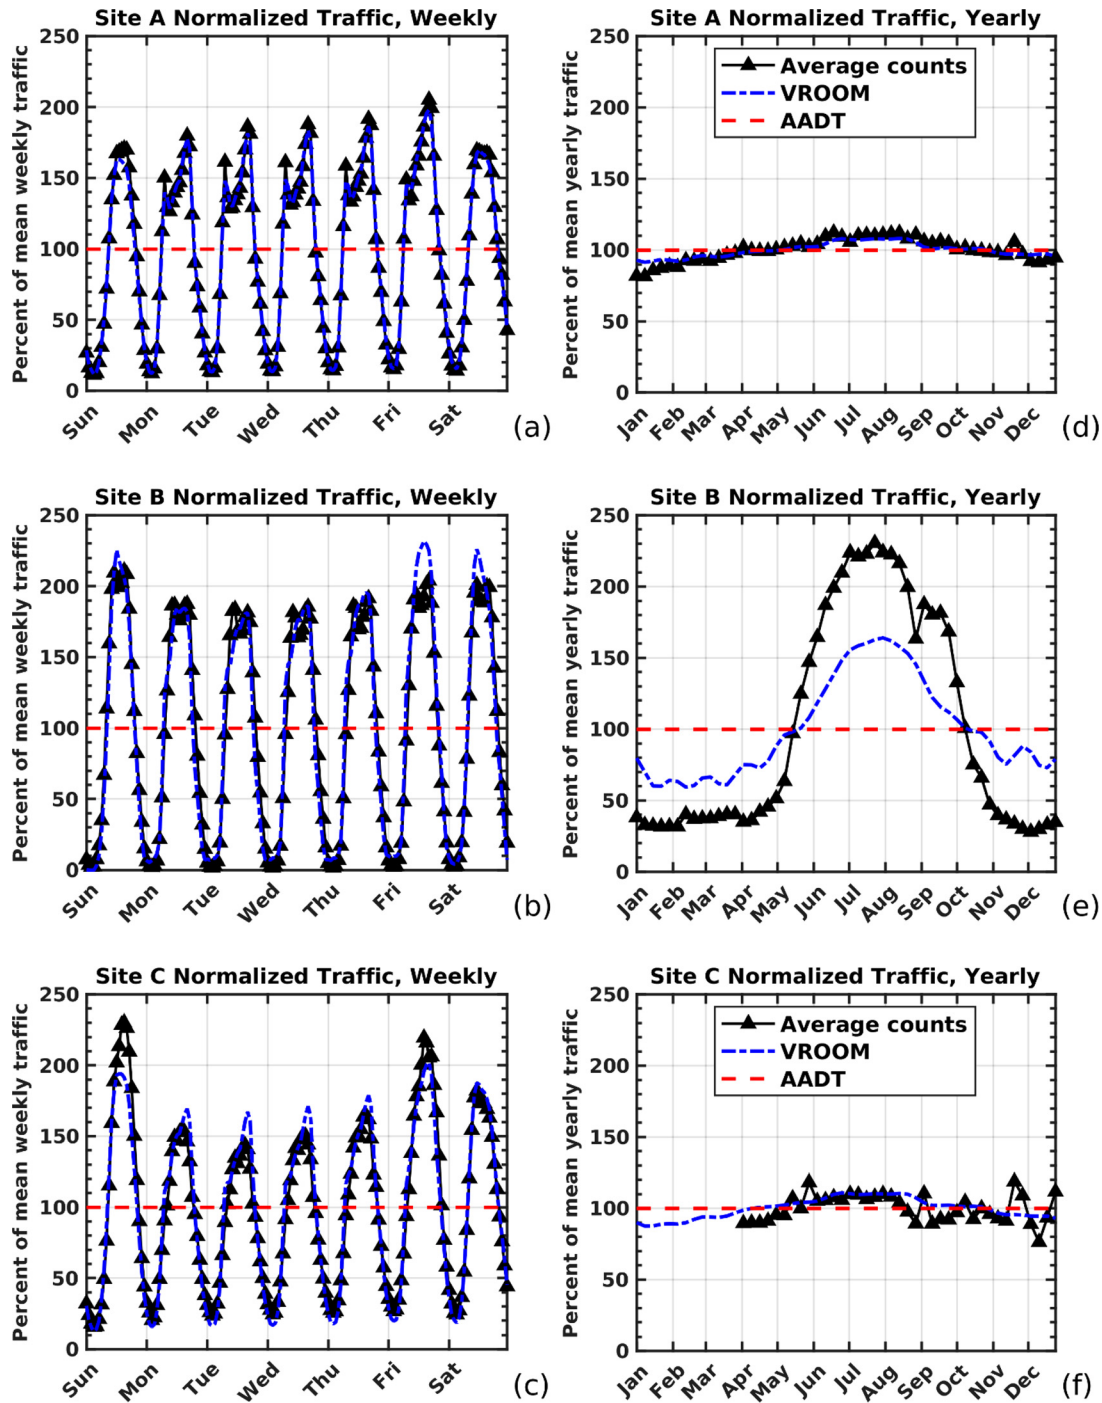 Site A Normalized Traffic, Weekly
Percent of mean weekly traffic
250
200
150
100
50
0
Sun Mon Tue Wed Thu Fri Sat
(a)
Site A Normalized Traffic, Yearly
Percent of mean yearly traffic
250
200
150
100
50
0
Average counts
VROOM
AADT
Jan Feb Mar Apr May Jun Jul Aug Sep Oct Nov Dec
(d)
Site B Normalized Traffic, Weekly
Percent of mean weekly traffic
250
200
150
100
50
0
Sun Mon Tue Wed Thu Fri Sat
(b)
Site B Normalized Traffic, Yearly
Percent of mean yearly traffic
250
200
150
100
50
0
Jan Feb Mar Apr May Jun Jul Aug Sep Oct Nov Dec
(e)
Site C Normalized Traffic, Weekly
Percent of mean weekly traffic
250
200
150
100
50
0
Sun Mon Tue Wed Thu Fri Sat
(c)
Site C Normalized Traffic, Yearly
Percent of mean yearly traffic
250
200
150
100
50
0
Average counts
VROOM
AADT
Jan Feb Mar Apr May Jun Jul Aug Sep Oct Nov Dec
(f)